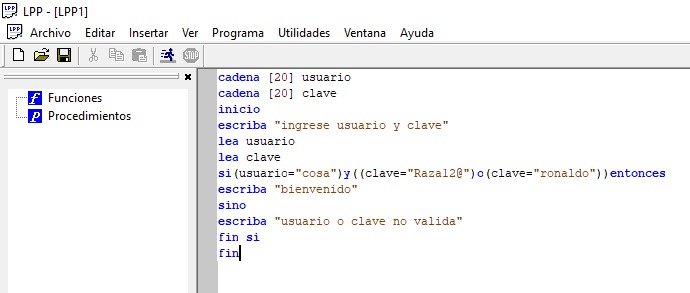 LPP - [LPP1]
Archivo Editar Insertar Ver Programa Utilidades Ventana Ayuda
Funciones
Procedimientos
cadena [20] usuario
cadena [20] clave
inicio
escriba "ingrese usuario y clave"
lea usuario
lea clave
si(usuario="cosa")y((clave="Raza12@")o(clave="ronaldo"))entonces
escriba "bienvenido"
sino
escriba "usuario o clave no valida"
fin si
fin